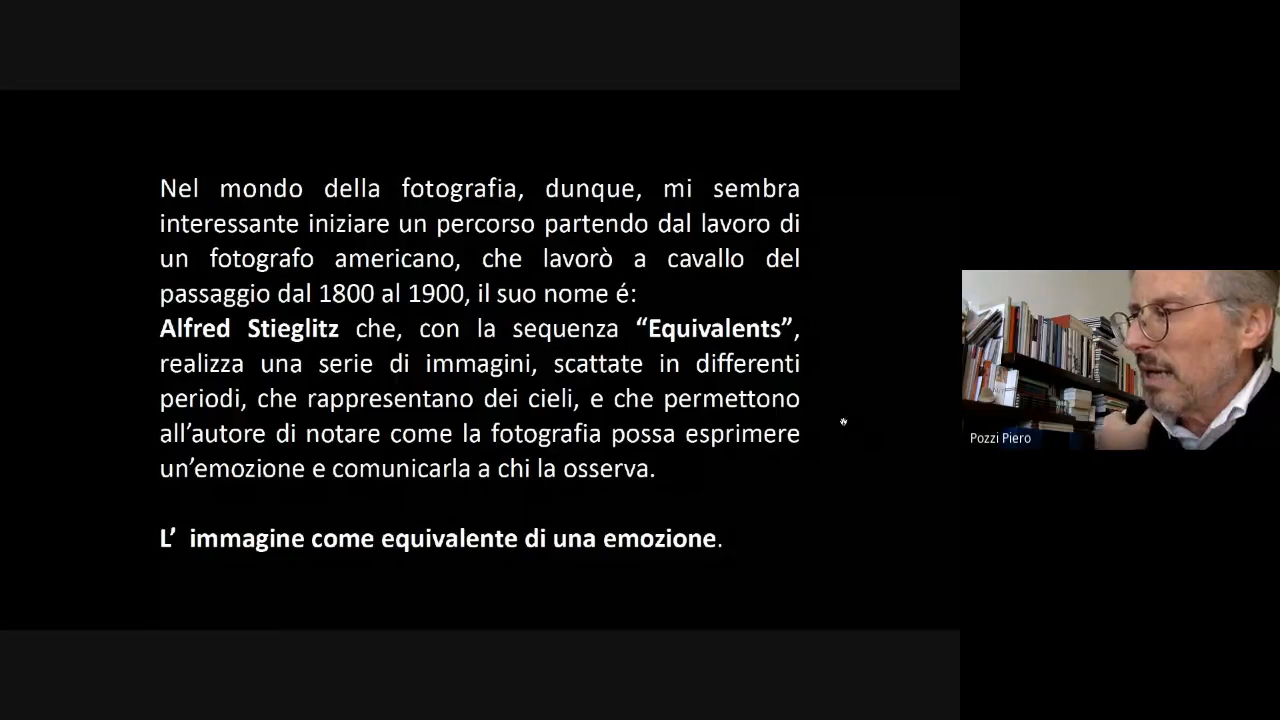 Nel mondo della fotografia, dunque, mi sembra
interessante iniziare un percorso partendo dal lavoro di
un fotografo americano, che lavorò a cavallo del
passaggio dal 1800 al 1900, il suo nome é:
Alfred Stieglitz che, con la sequenza “Equivalents”,
realizza una serie di immagini, scattate in differenti
periodi, che rappresentano dei cieli, e che permettono
all’autore di notare come la fotografia possa esprimere
un’emozione e comunicarla a chi la osserva.
L’ immagine come equivalente di una emozione.
Pozzi Piero